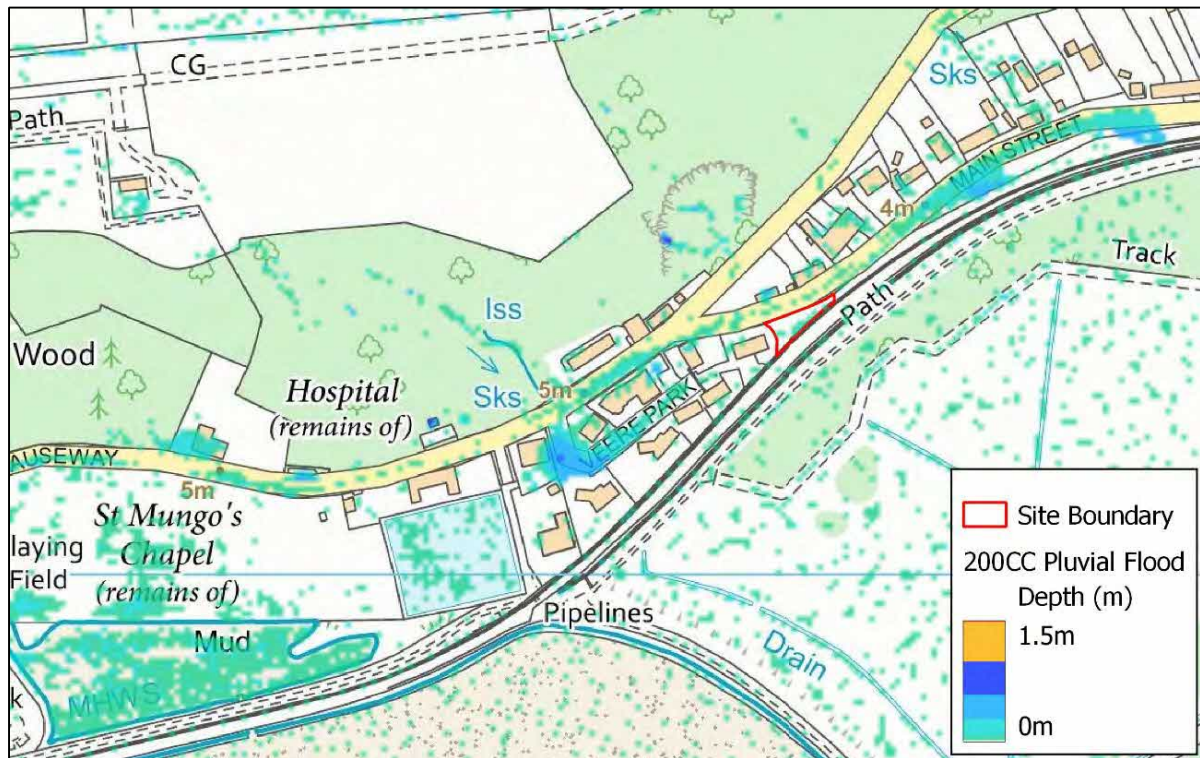 CG
Path
Sks
MAIN STREET
4m
Track
Path
Iss
Sks
Wood
Hospital
(remains of)
5m
VEERE PARK
AUSEWAY
5m
St Mungo's
Chapel
(remains of)
laying
Field
Mud
MHWS
k
Pipelines
Drain
Site Boundary
200CC Pluvial Flood
Depth (m)
1.5m
0m